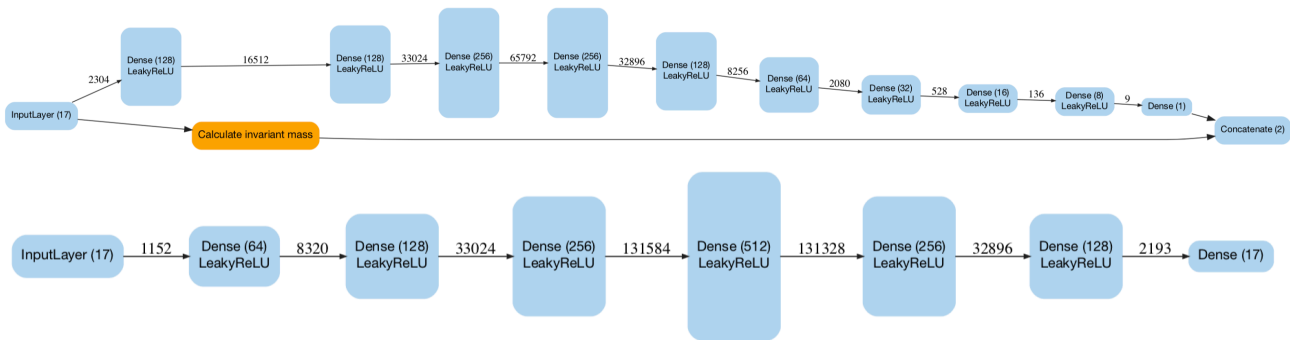 InputLayer (17)
2304
Dense (128)
LeakyReLU
16512
Dense (128)
LeakyReLU
33024
Dense (256)
LeakyReLU
65792
Dense (256)
LeakyReLU
32896
Dense (128)
LeakyReLU
8256
Dense (64)
LeakyReLU
2080
Dense (32)
LeakyReLU
528
Dense (16)
LeakyReLU
136
Dense (8)
LeakyReLU
9
Dense (1)
Calculate invariant mass
Concatenate (2)
InputLayer (17)
1152
Dense (64)
LeakyReLU
8320
Dense (128)
LeakyReLU
33024
Dense (256)
LeakyReLU
131584
Dense (512)
LeakyReLU
131328
Dense (256)
LeakyReLU
32896
Dense (128)
LeakyReLU
2193
Dense (17)